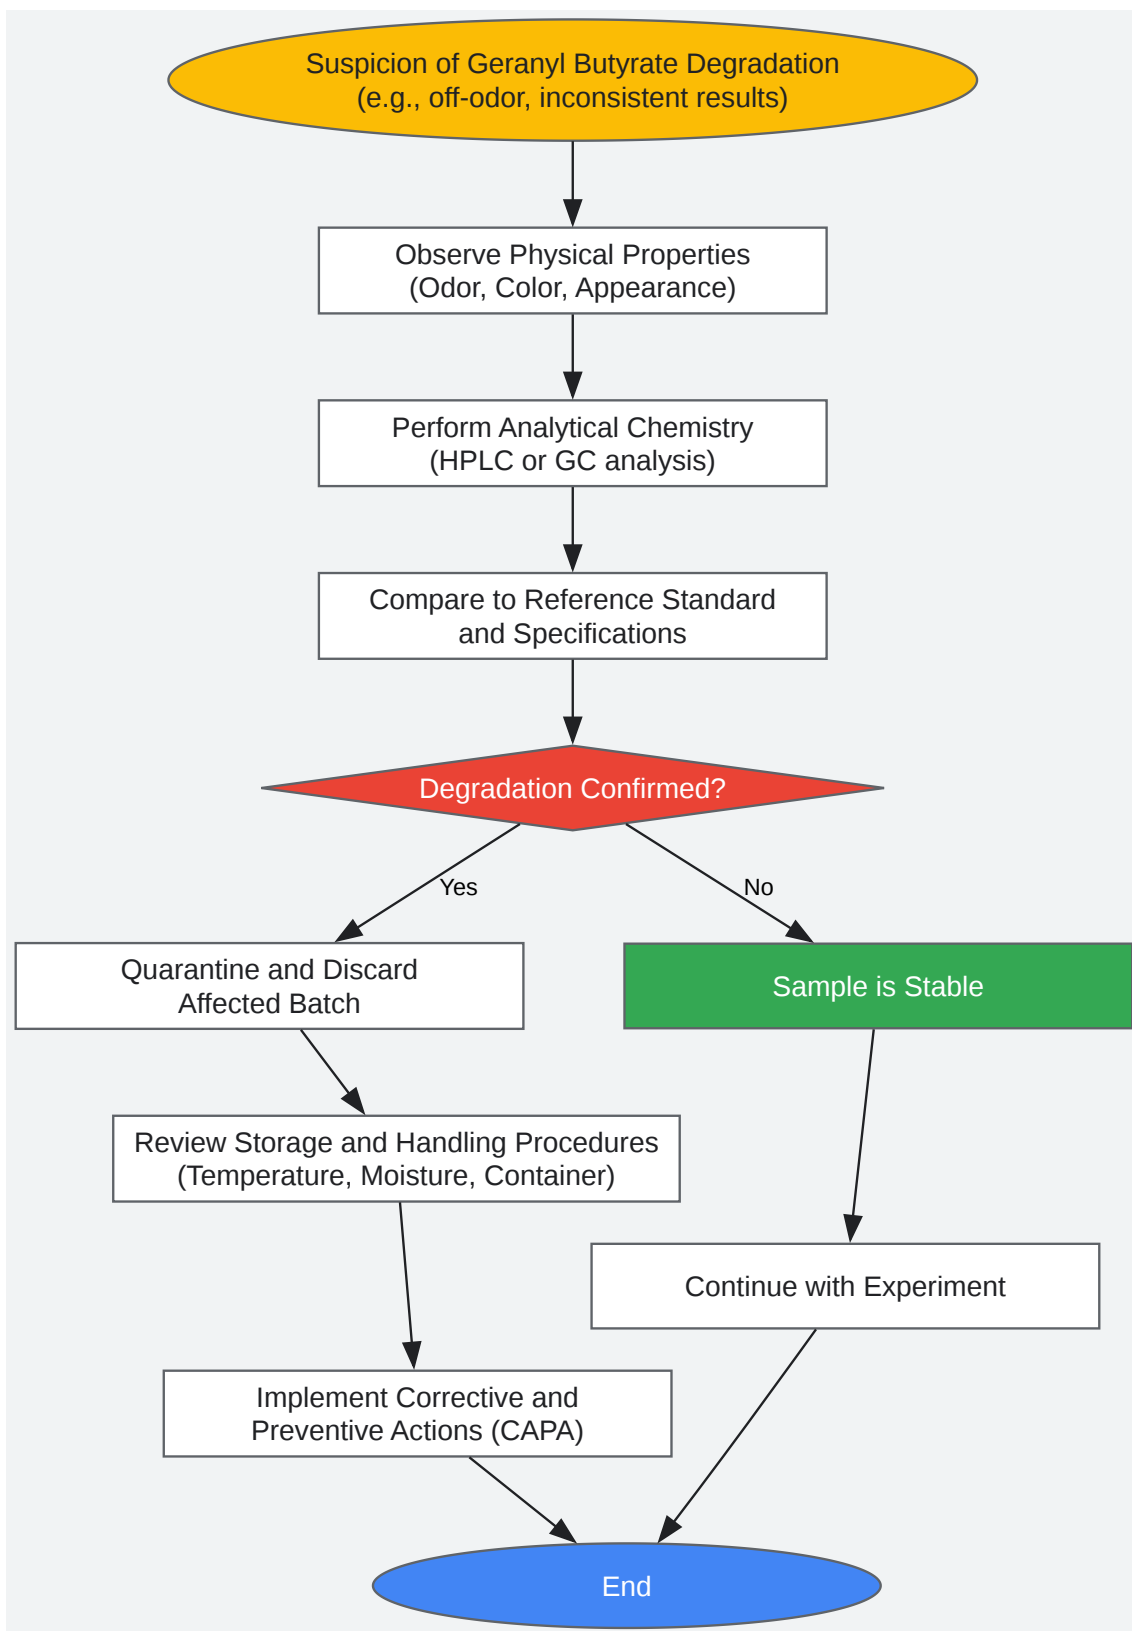 Suspicion of Geranyl Butyrate Degradation
(e.g., off-odor, inconsistent results)
Observe Physical Properties
(Odor, Color, Appearance)
Perform Analytical Chemistry
(HPLC or GC analysis)
Compare to Reference Standard
and Specifications
Degradation Confirmed?
Yes
No
Quarantine and Discard
Affected Batch
Sample is Stable
Review Storage and Handling Procedures
(Temperature, Moisture, Container)
Continue with Experiment
Implement Corrective and
Preventive Actions (CAPA)
End